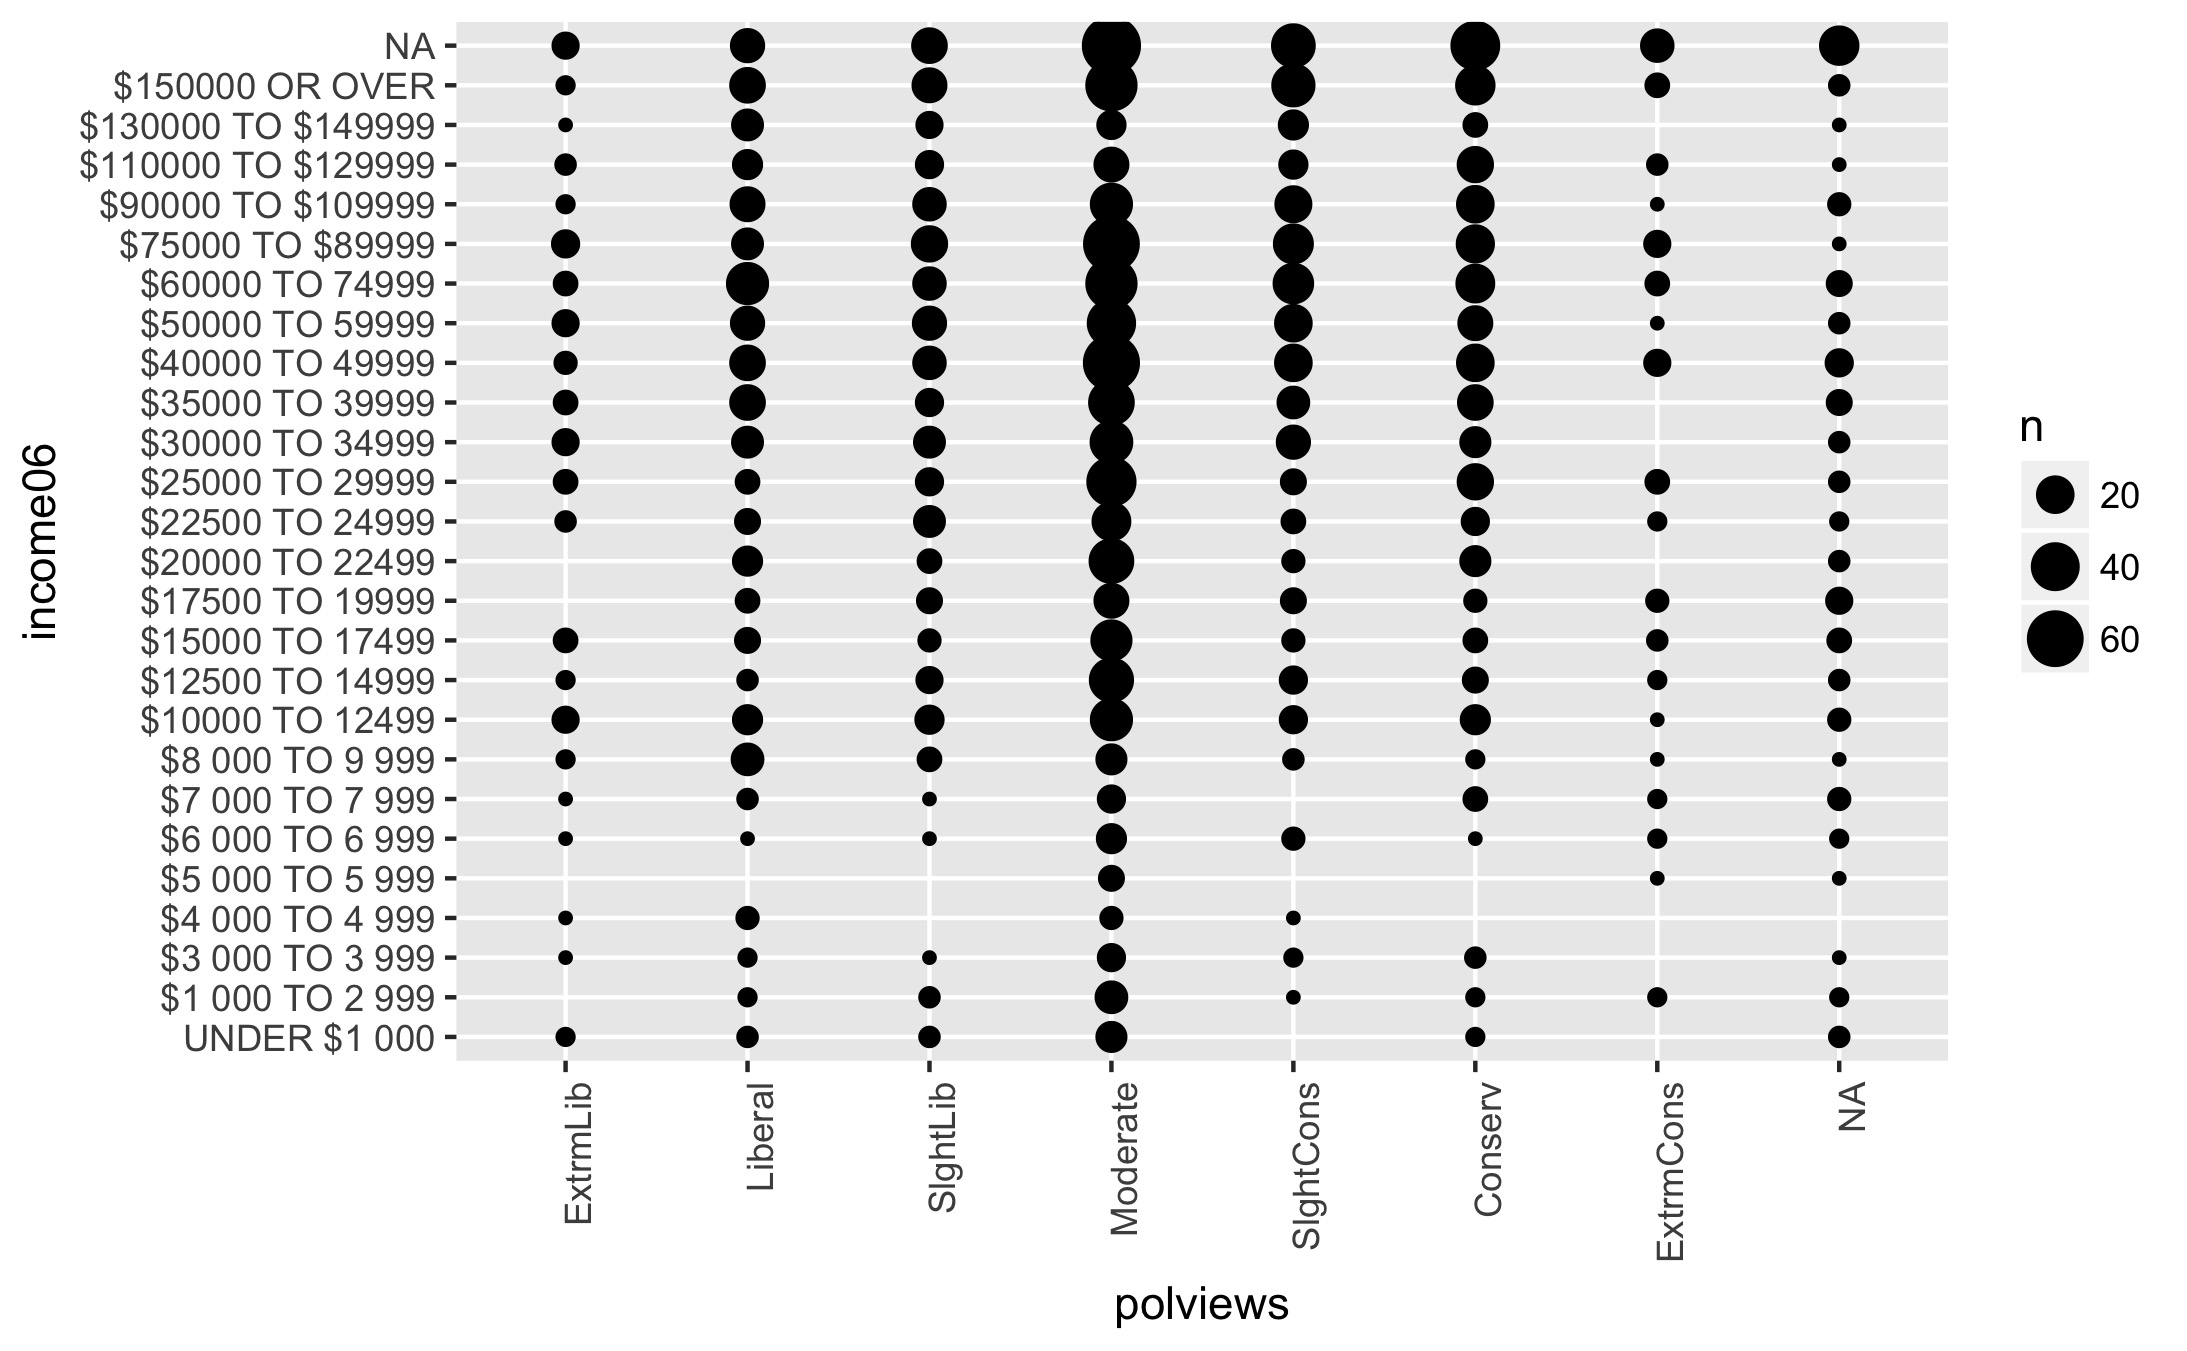 NA
$150000 OR OVER
$130000 TO $149999
$110000 TO $129999
$90000 TO $109999
$75000 TO $89999
$60000 TO 74999
$50000 TO 59999
$40000 TO 49999
$35000 TO 39999
$30000 TO 34999
$25000 TO 29999
$22500 TO 24999
$20000 TO 22499
$17500 TO 19999
$15000 TO 17499
$12500 TO 14999
$10000 TO 12499
$8 000 TO 9 999
$7 000 TO 7 999
$6 000 TO 6 999
$5 000 TO 5 999
$4 000 TO 4 999
$3 000 TO 3 999
$1 000 TO 2 999
UNDER $1 000
income06
ExtrmLib
Liberal
SlghtLib
Moderate
SlghtCons
Conserv
ExtrmCons
NA
polviews
n
20
40
60